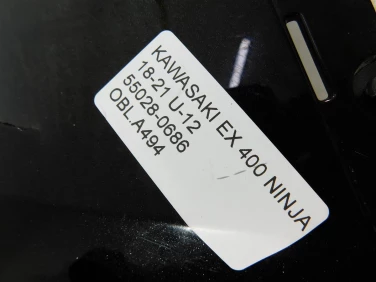 KAWASAKI EX 400 NINJA
18-21 U-12
55028-0686
OBL.A494